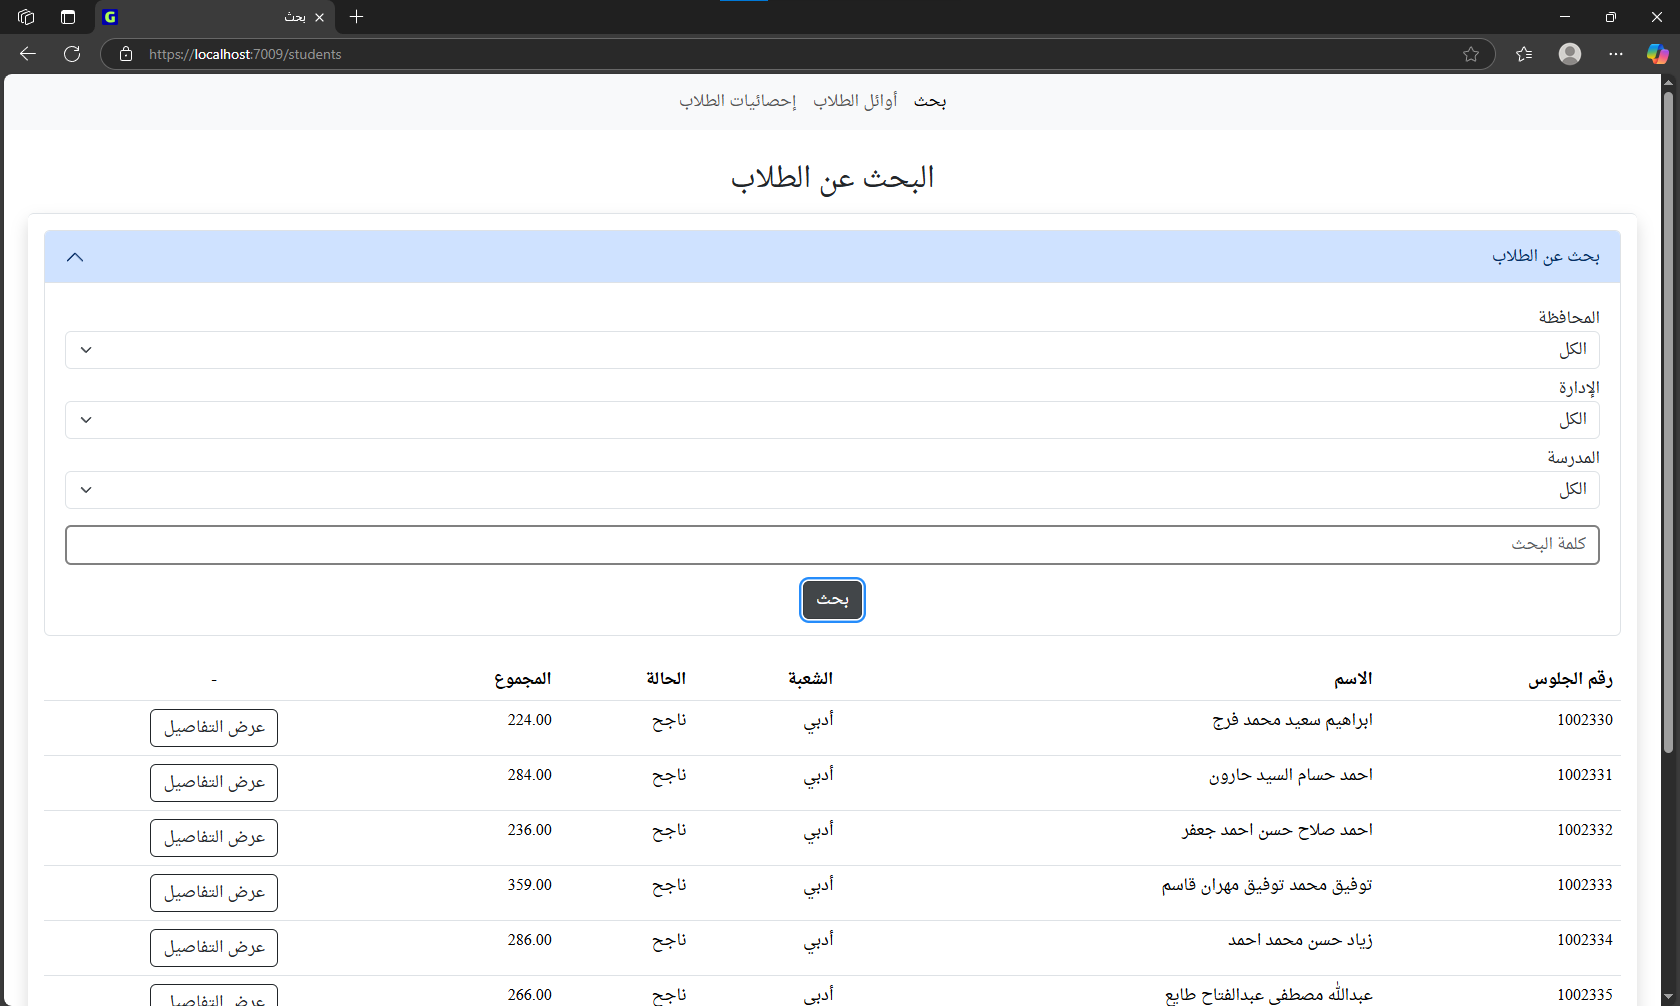 بحث
https://localhost:7009/students
بحث أوائل الطلاب إحصائيات الطلاب
البحث عن الطلاب
بحث عن الطلاب
المحافظة
الكل
الإدارة
الكل
المدرسة
الكل
كلمة البحث
بحث
رقم الجلوس الاسم الشعبة الحالة المجموع -
1002330 ابراهيم سعيد محمد فرج أدبي ناجح 224.00 عرض التفاصيل
1002331 احمد حسام السيد حارون أدبي ناجح 284.00 عرض التفاصيل
1002332 احمد صلاح حسن احمد جعفر أدبي ناجح 236.00 عرض التفاصيل
1002333 توفيق محمد توفيق مهران قاسم أدبي ناجح 359.00 عرض التفاصيل
1002334 زياد حسن محمد احمد أدبي ناجح 286.00 عرض التفاصيل
1002335 عبدالله مصطفى عبدالفتاح طايع أدبي ناجح 266.00 عرض التفاصيل